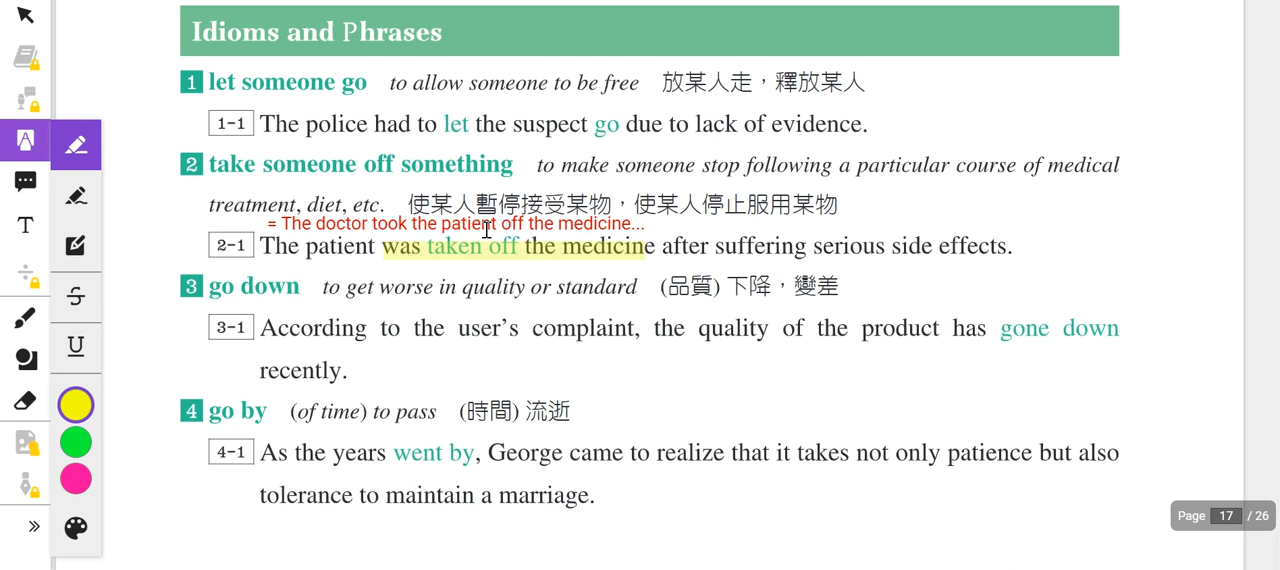 Idioms and Phrases
1 let someone go to allow someone to be free 放某人走，釋放某人
1-1 The police had to let the suspect go due to lack of evidence.
2 take someone off something to make someone stop following a particular course of medical
treatment, diet, etc. 使某人暫停接受某物，使某人停止服用某物
= The doctor took the patient off the medicine...
2-1 The patient was taken off the medicine after suffering serious side effects.
3 go down to get worse in quality or standard (品質) 下降，變差
3-1 According to the user's complaint, the quality of the product has gone down
recently.
4 go by (of time) to pass (時間) 流逝
4-1 As the years went by, George came to realize that it takes not only patience but also
tolerance to maintain a marriage.
Page 17 / 26